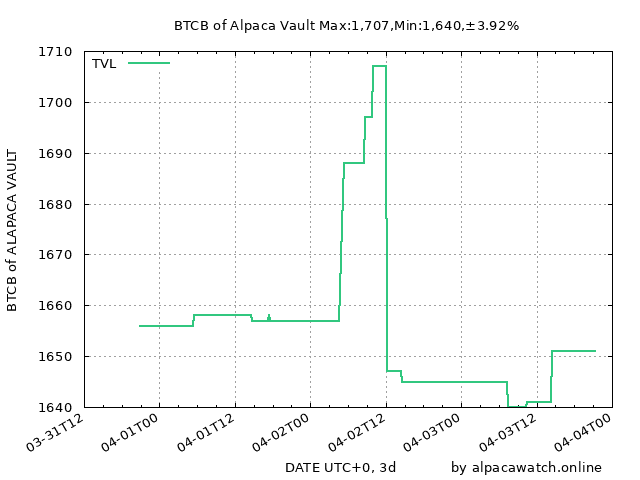 BTCB of Alpaca Vault Max:1,707,Min:1,640,±3.92%
TVL
1710
1700
1690
1680
1670
1660
1650
1640
BTCB of ALAPACA VAULT
03-31T12
04-01T00
04-01T12
04-02T00
04-02T12
04-03T00
04-03T12
04-04T00
DATE UTC+0, 3d
by alpacawatch.online